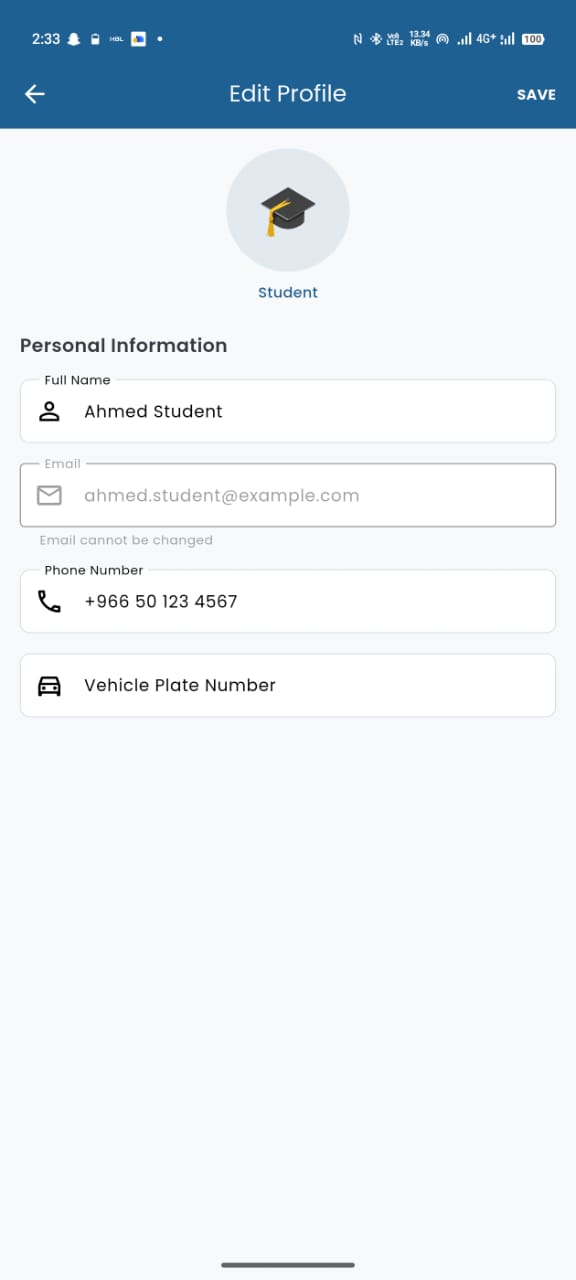 2:33 HBL Vo) LTE2 13.34 KB/s 4G+ 100
Edit Profile SAVE
Student
Personal Information
Full Name
Ahmed Student
Email
ahmed.student@example.com
Email cannot be changed
Phone Number
+966 50 123 4567
Vehicle Plate Number